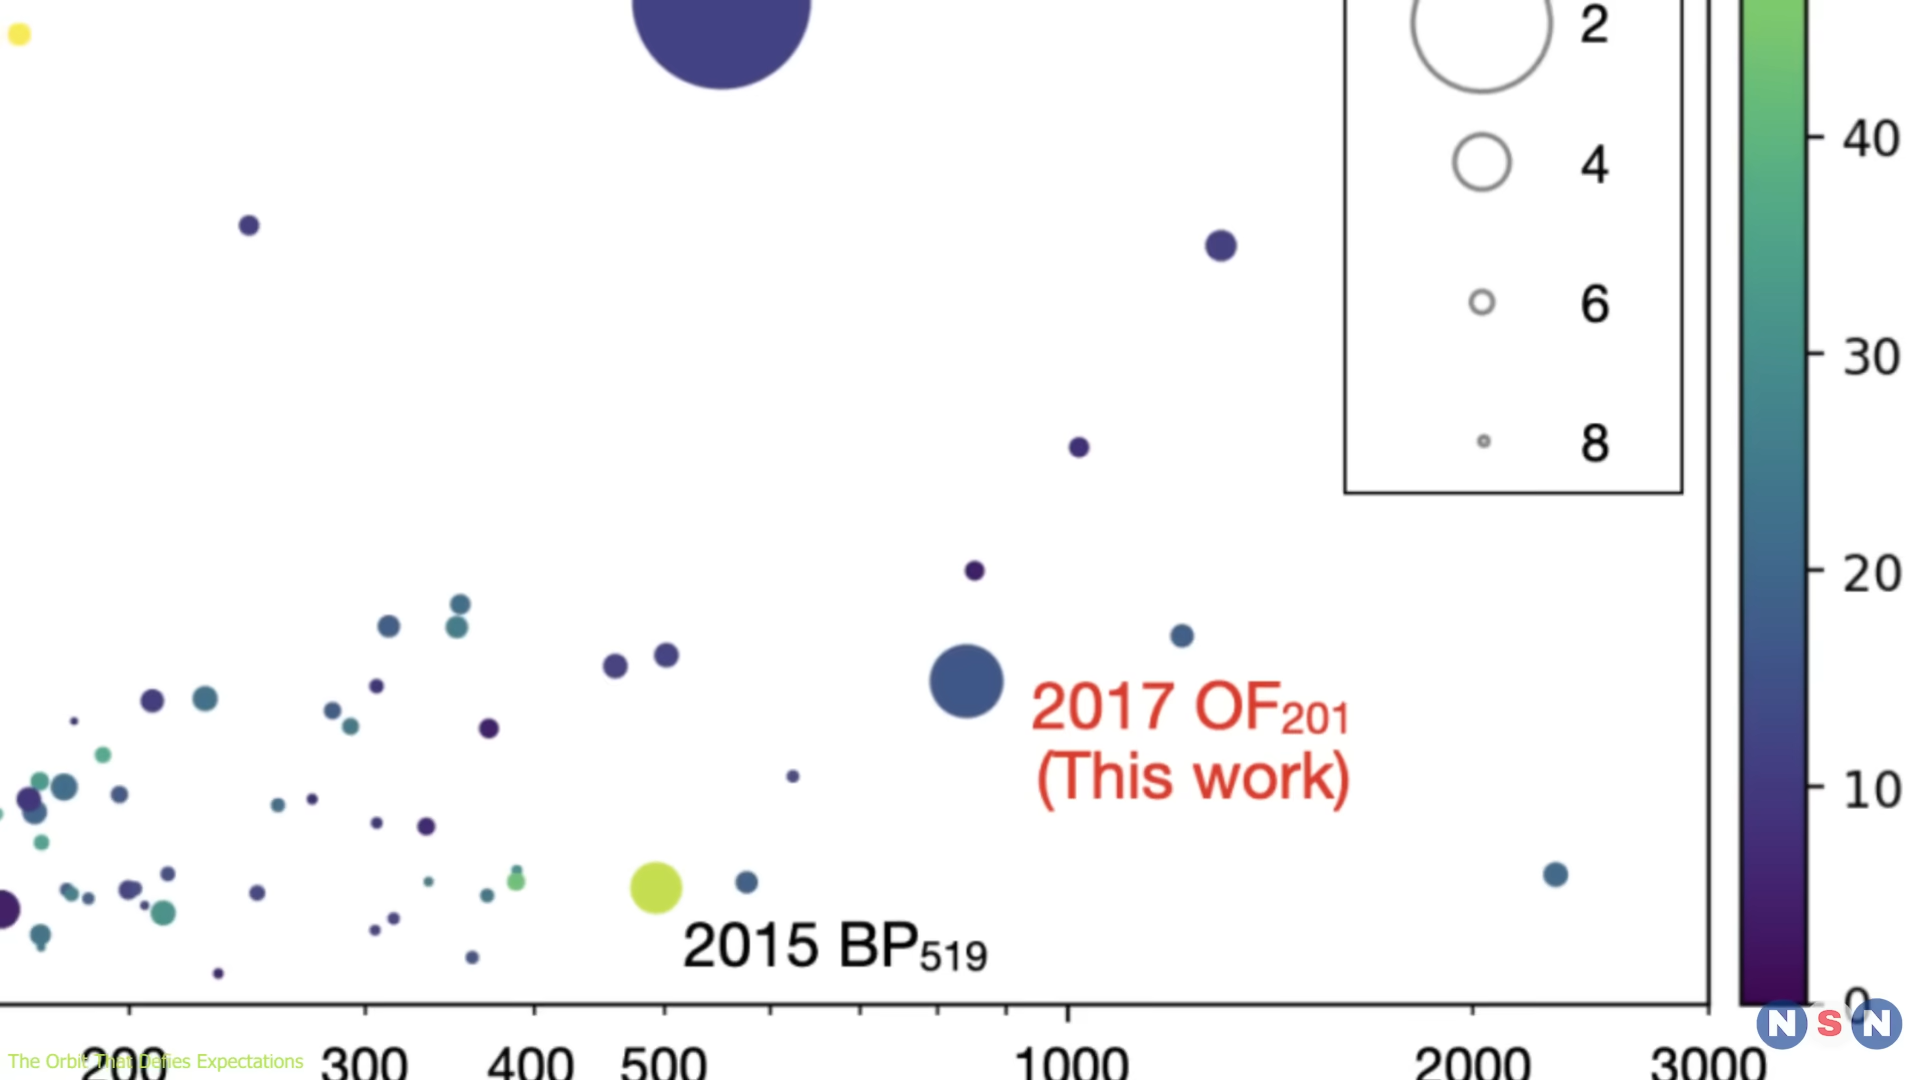 2
4
6
8
40
30
20
10
0
2017 OF₂₀₁
(This work)
2015 BP₅₁₉
200 300 400 500 1000 2000 3000
The Orbit That Defies Expectations
N S N